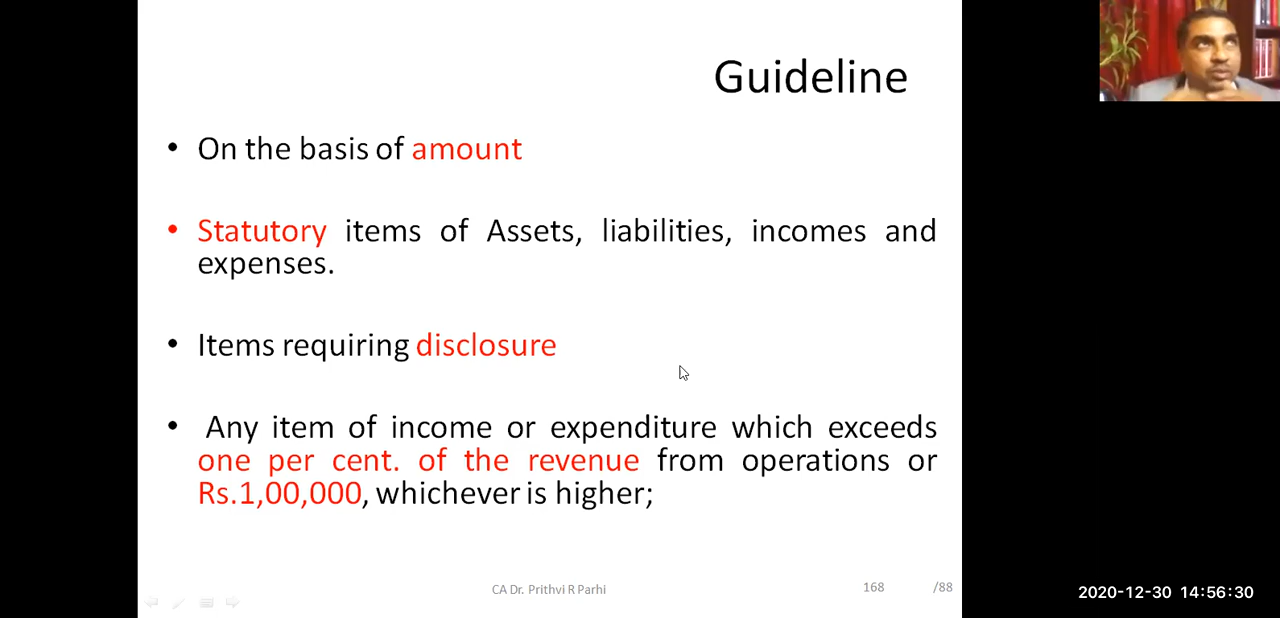 Guideline
• On the basis of amount
• Statutory items of Assets, liabilities, incomes and
expenses.
• Items requiring disclosure
• Any item of income or expenditure which exceeds
one per cent. of the revenue from operations or
Rs.1,00,000, whichever is higher;
CA Dr. Prithvi R Parhi
168 /88
2020-12-30 14:56:30